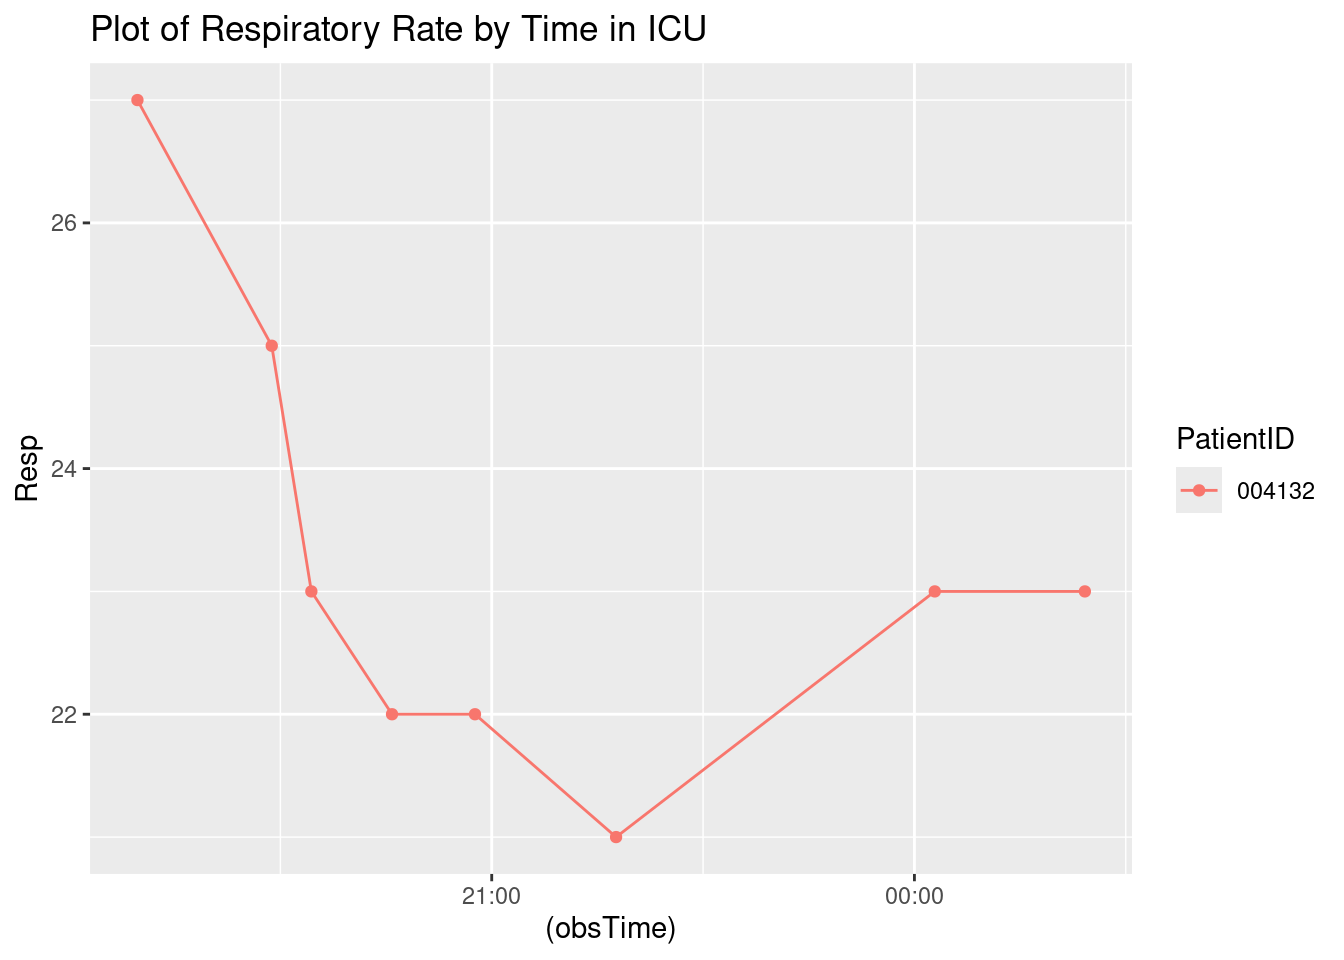 Plot of Respiratory Rate by Time in ICU
26
24
22
Resp
21:00
00:00
(obsTime)
PatientID
004132